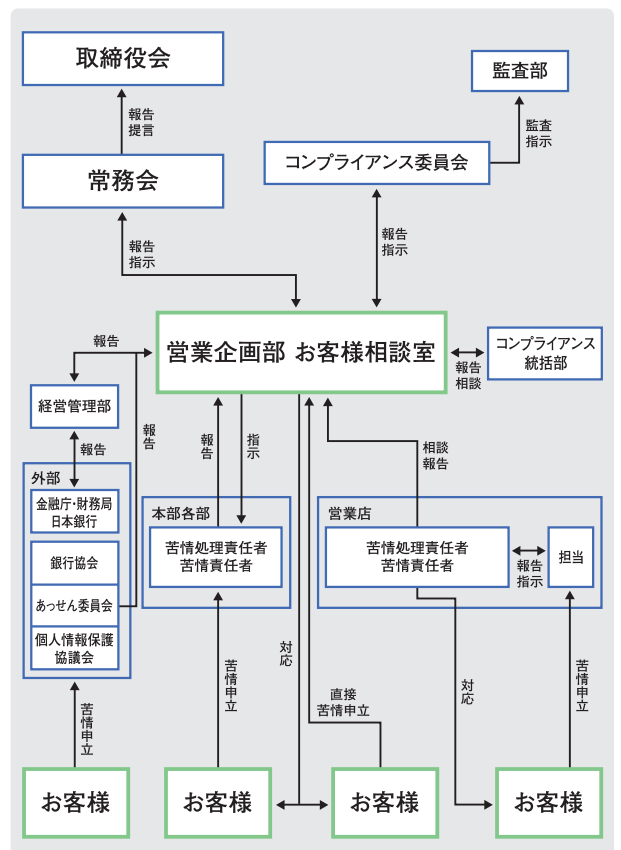 取締役会
監査部
報告
提言
監査
指示
常務会
コンプライアンス委員会
報告
指示
報告
指示
営業企画部 お客様相談室
コンプライアンス
統括部
報告
相談
報告
経営管理部
報告
報告
報告
指示
相談
報告
外部
金融庁・財務局
日本銀行
銀行協会
あっせん委員会
個人情報保護
協議会
本部各部
苦情処理責任者
苦情責任者
営業店
苦情処理責任者
苦情責任者
報告
指示
担当
苦情申立
苦情申立
対応
直接
苦情申立
対応
苦情申立
お客様
お客様
お客様
お客様